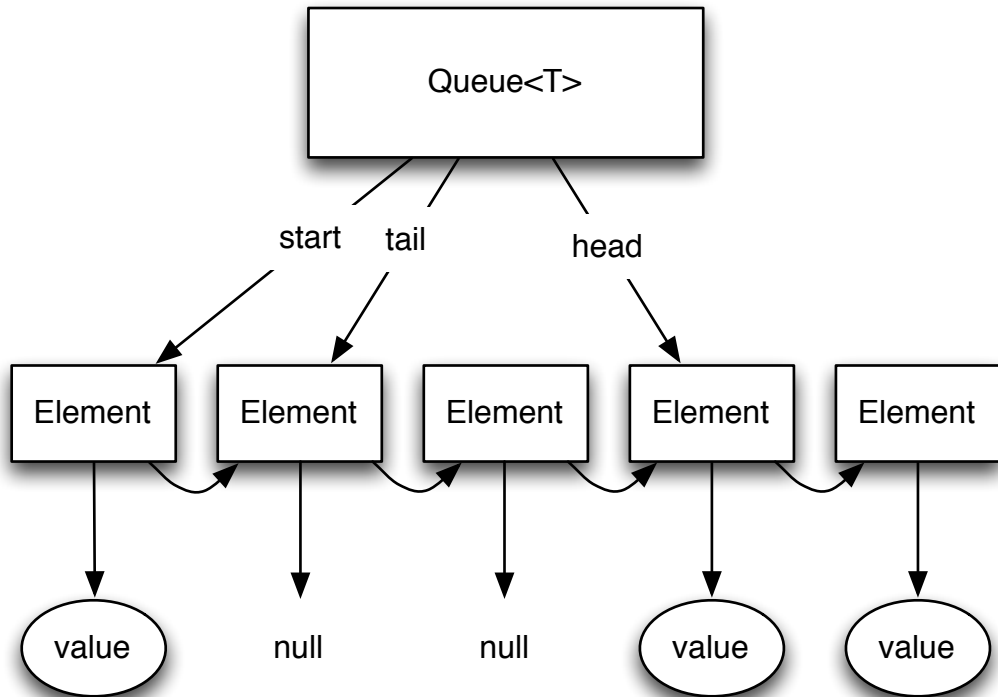 Queue<T>
start
tail
head
Element
Element
Element
Element
Element
value
null
null
value
value